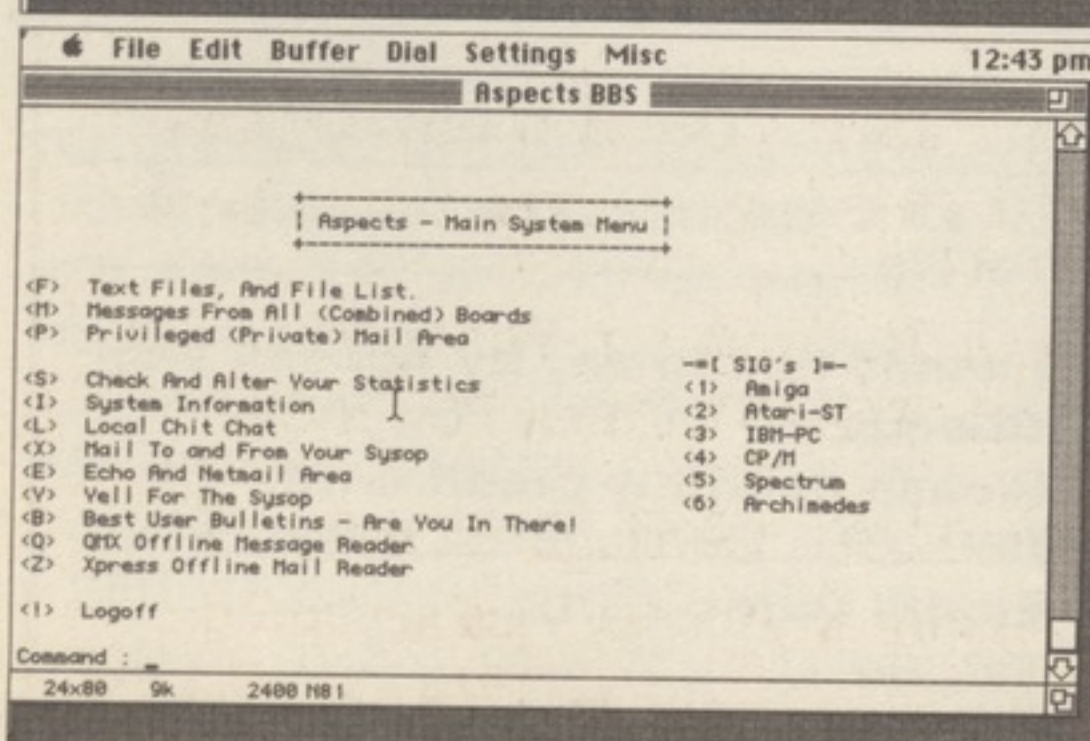 File Edit Buffer Dial Settings Misc 12:43 pm
Aspects BBS
Aspects - Main System Menu
<F> Text Files, And File List.
<M> Messages From All (Combined) Boards
<P> Privileged (Private) Mail Area
<S> Check And Alter Your Statistics
<I> System Information
<L> Local Chit Chat
<X> Mail To and From Your Sysop
<E> Echo And Netmail Area
<Y> Yell For The Sysop
<B> Best User Bulletins - Are You In There!
<Q> QMX Offline Message Reader
<Z> Xpress Offline Mail Reader
<!> Logoff
-=[ SIG's ]=-
<1> Amiga
<2> Atari-ST
<3> IBM-PC
<4> CP/M
<5> Spectrum
<6> Archimedes
Command : _
24x80 9k 2400 N81